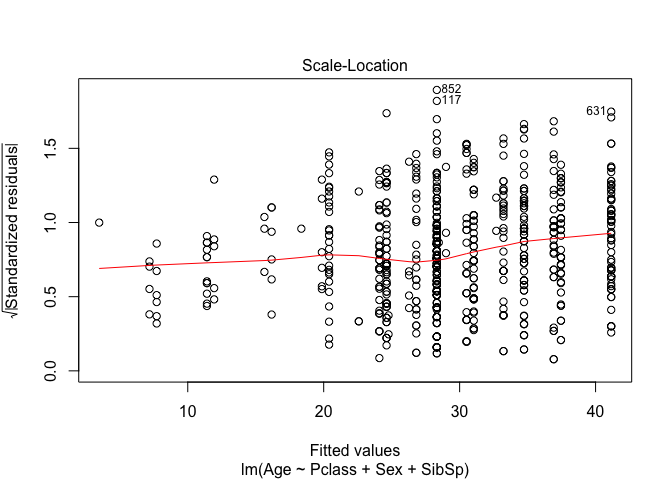 Scale-Location
852
117
631
√|Standardized residuals|
1.5
1.0
0.5
0.0
10 20 30 40
Fitted values
lm(Age ~ Pclass + Sex + SibSp)